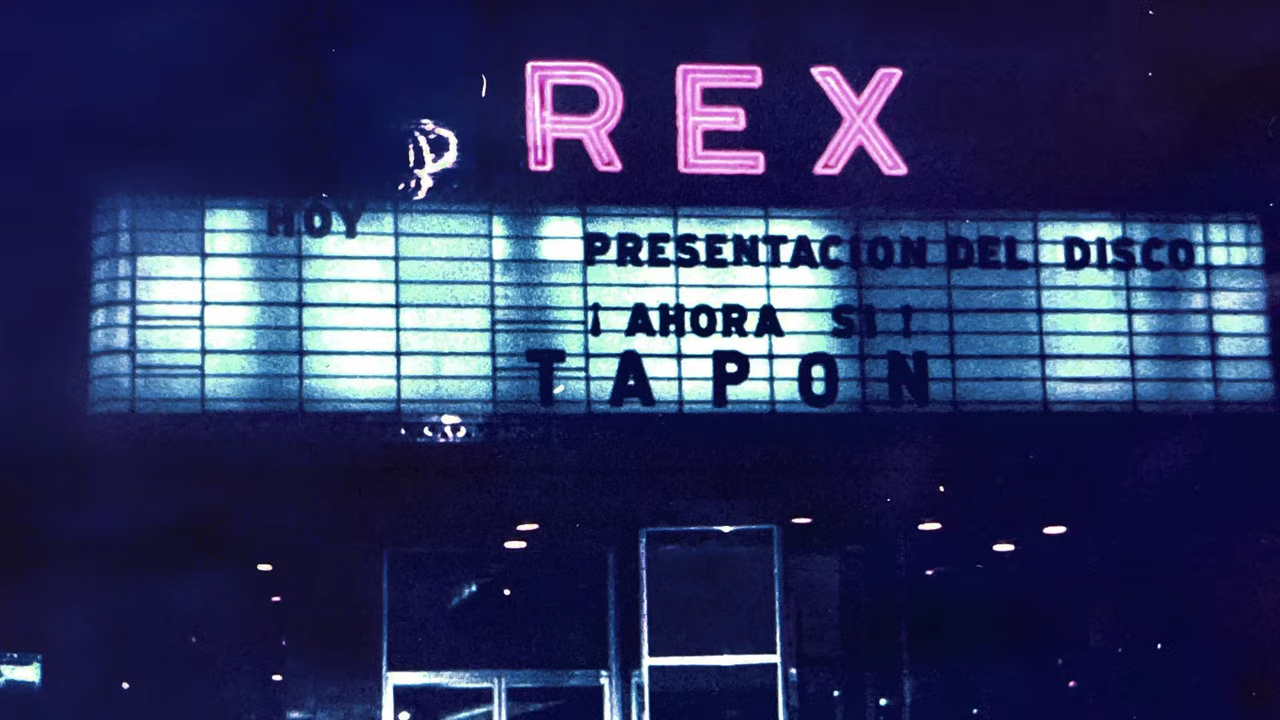 REX
HOY
PRESENTACION DEL DISCO
¡ AHORA SI !
TAPON